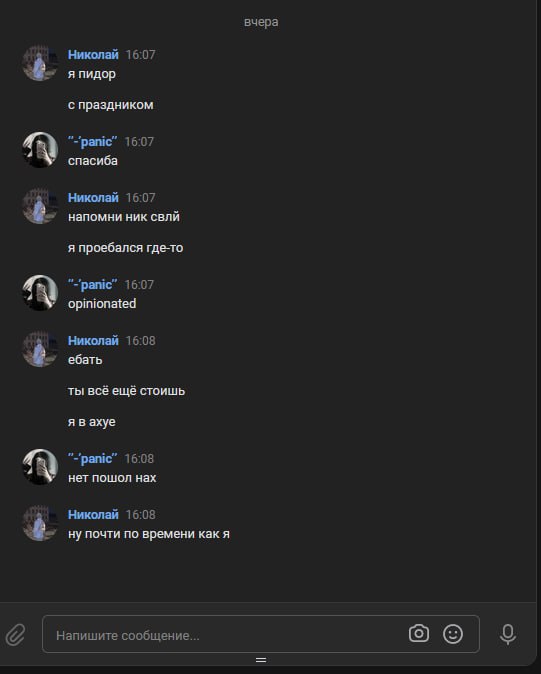 вчера
Николай 16:07
я пидор
с праздником
"-'panic" 16:07
спасиба
Николай 16:07
напомни ник свлй
я проебался где-то
"-'panic" 16:07
opinionated
Николай 16:08
ебать
ты всё ещё стоишь
я в ахуе
"-'panic" 16:08
нет пошол нах
Николай 16:08
ну почти по времени как я
Напишите сообщение...